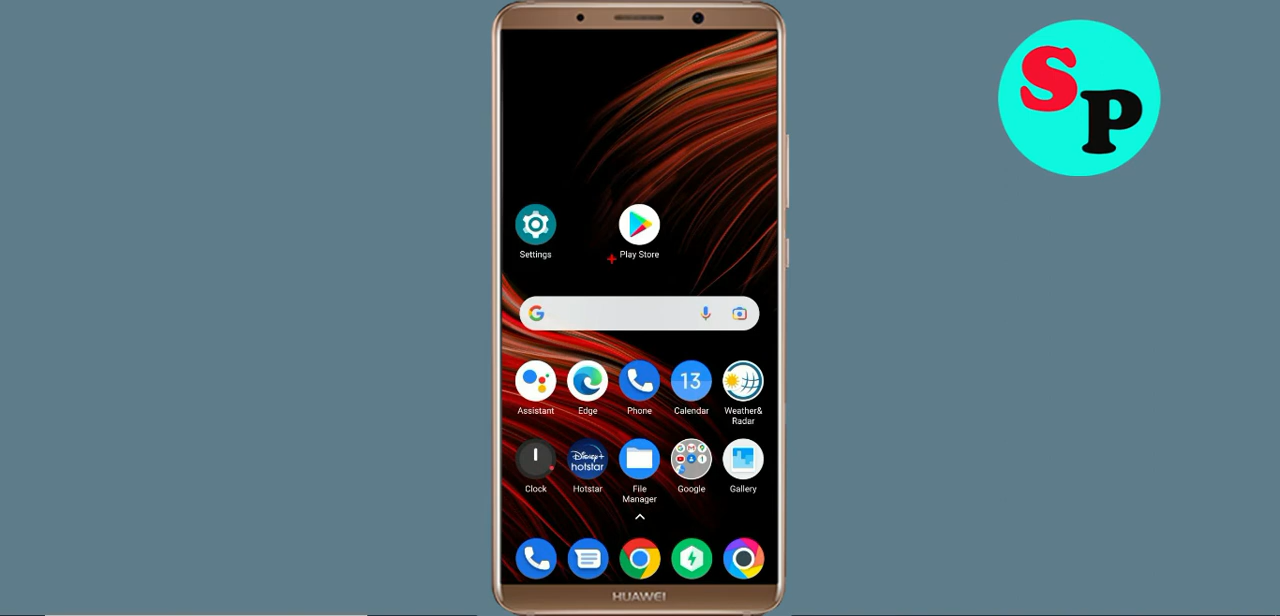 SP
Settings
Play Store
G
Assistant
Edge
Phone
13
Calendar
Weather&
Radar
Disney+
hotstar
Clock
Hotstar
File
Manager
Google
Gallery
HUAWEI